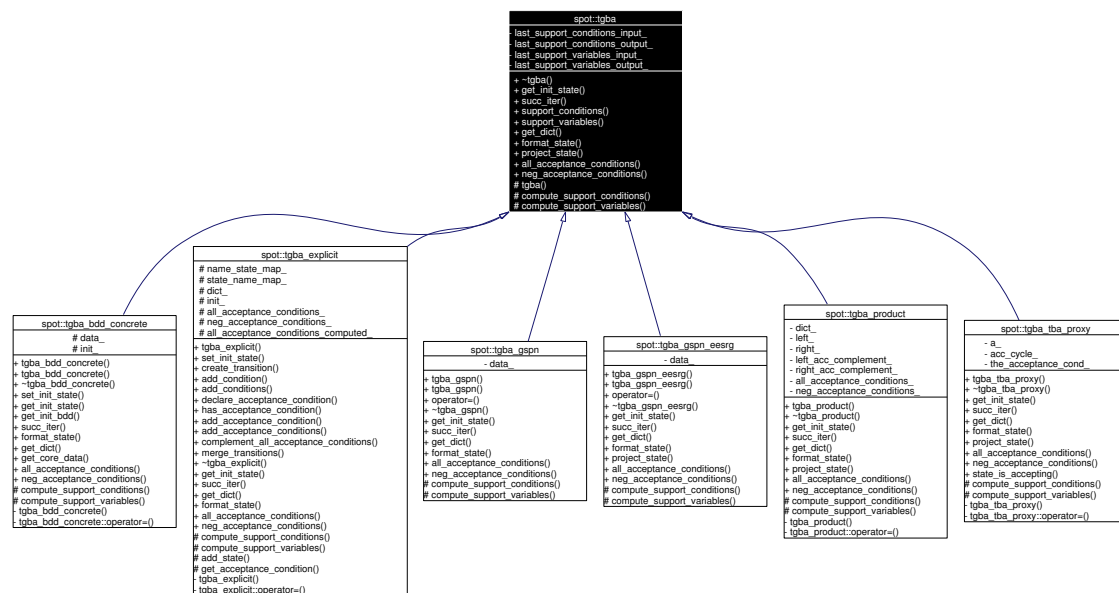 spot::tgba
- last_support_conditions_input_
- last_support_conditions_output_
- last_support_variables_input_
- last_support_variables_output_
+ ~tgba()
+ get_init_state()
+ succ_iter()
+ support_conditions()
+ support_variables()
+ get_dict()
+ format_state()
+ project_state()
+ all_acceptance_conditions()
+ neg_acceptance_conditions()
# tgba()
# compute_support_conditions()
# compute_support_variables()
spot::tgba_bdd_concrete
# data_
# init_
+ tgba_bdd_concrete()
+ tgba_bdd_concrete()
+ ~tgba_bdd_concrete()
+ set_init_state()
+ get_init_state()
+ get_init_bdd()
+ succ_iter()
+ format_state()
+ get_dict()
+ get_core_data()
+ all_acceptance_conditions()
+ neg_acceptance_conditions()
# compute_support_conditions()
# compute_support_variables()
- tgba_bdd_concrete()
- tgba_bdd_concrete::operator=()
spot::tgba_explicit
# name_state_map_
# state_name_map_
# dict_
# init_
# all_acceptance_conditions_
# neg_acceptance_conditions_
# all_acceptance_conditions_computed_
+ tgba_explicit()
+ set_init_state()
+ create_transition()
+ add_condition()
+ add_conditions()
+ declare_acceptance_condition()
+ has_acceptance_condition()
+ add_acceptance_condition()
+ add_acceptance_conditions()
+ complement_all_acceptance_conditions()
+ merge_transitions()
+ ~tgba_explicit()
+ get_init_state()
+ succ_iter()
+ get_dict()
+ format_state()
+ all_acceptance_conditions()
+ neg_acceptance_conditions()
# compute_support_conditions()
# compute_support_variables()
# add_state()
# get_acceptance_condition()
- tgba_explicit()
- tgba_explicit::operator=()
spot::tgba_gspn
- data_
+ tgba_gspn()
+ tgba_gspn()
+ operator=()
+ ~tgba_gspn()
+ get_init_state()
+ succ_iter()
+ get_dict()
+ format_state()
+ all_acceptance_conditions()
+ neg_acceptance_conditions()
# compute_support_conditions()
# compute_support_variables()
spot::tgba_gspn_eesrg
- data_
+ tgba_gspn_eesrg()
+ tgba_gspn_eesrg()
+ operator=()
+ ~tgba_gspn_eesrg()
+ get_init_state()
+ succ_iter()
+ get_dict()
+ format_state()
+ project_state()
+ all_acceptance_conditions()
+ neg_acceptance_conditions()
# compute_support_conditions()
# compute_support_variables()
spot::tgba_product
- dict_
- left_
- right_
- left_acc_complement_
- right_acc_complement_
- all_acceptance_conditions_
- neg_acceptance_conditions_
+ tgba_product()
+ ~tgba_product()
+ get_init_state()
+ succ_iter()
+ get_dict()
+ format_state()
+ project_state()
+ all_acceptance_conditions()
+ neg_acceptance_conditions()
# compute_support_conditions()
# compute_support_variables()
- tgba_product()
- tgba_product::operator=()
spot::tgba_tba_proxy
- a_
- acc_cycle_
- the_acceptance_cond_
+ tgba_tba_proxy()
+ ~tgba_tba_proxy()
+ get_init_state()
+ succ_iter()
+ get_dict()
+ format_state()
+ project_state()
+ all_acceptance_conditions()
+ neg_acceptance_conditions()
+ state_is_accepting()
# compute_support_conditions()
# compute_support_variables()
- tgba_tba_proxy()
- tgba_tba_proxy::operator=()